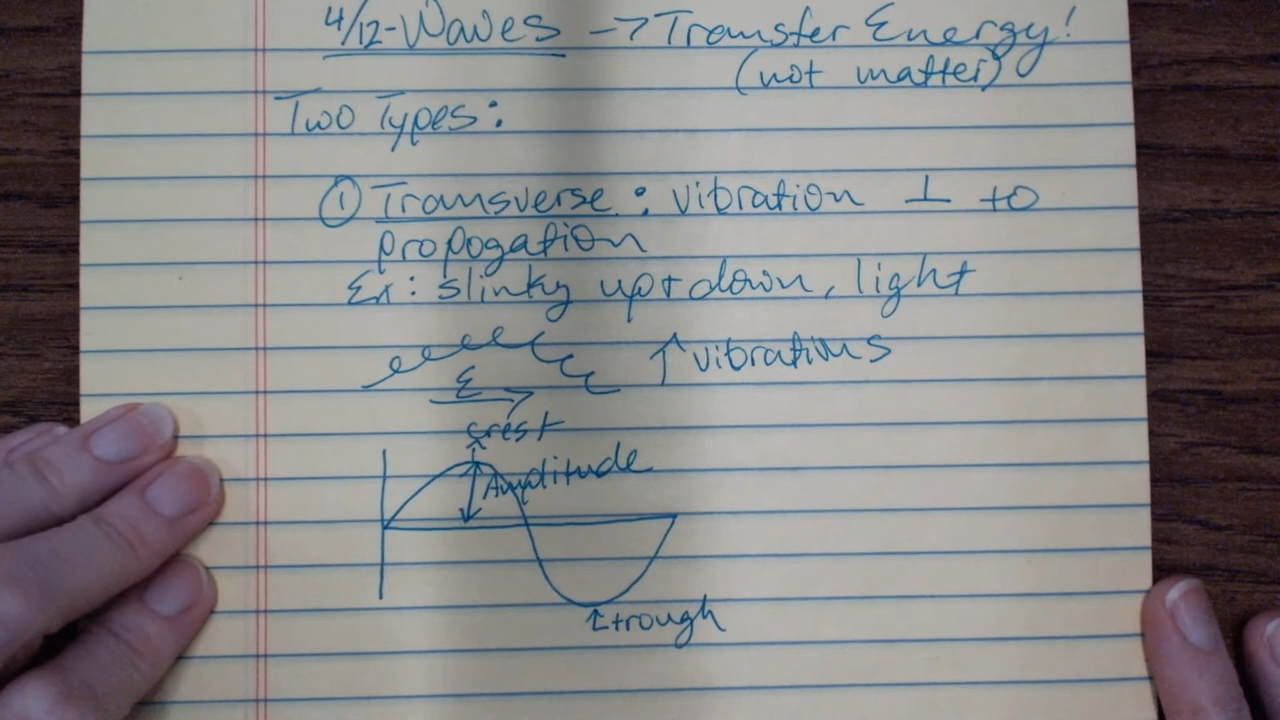 4/12-Waves → Transfer Energy!
(not matter)
Two Types:
① Transverse: vibration ⊥ to
propogation
Ex: slinky up + down, light
↑ vibrations
E
crest
Amplitude
trough